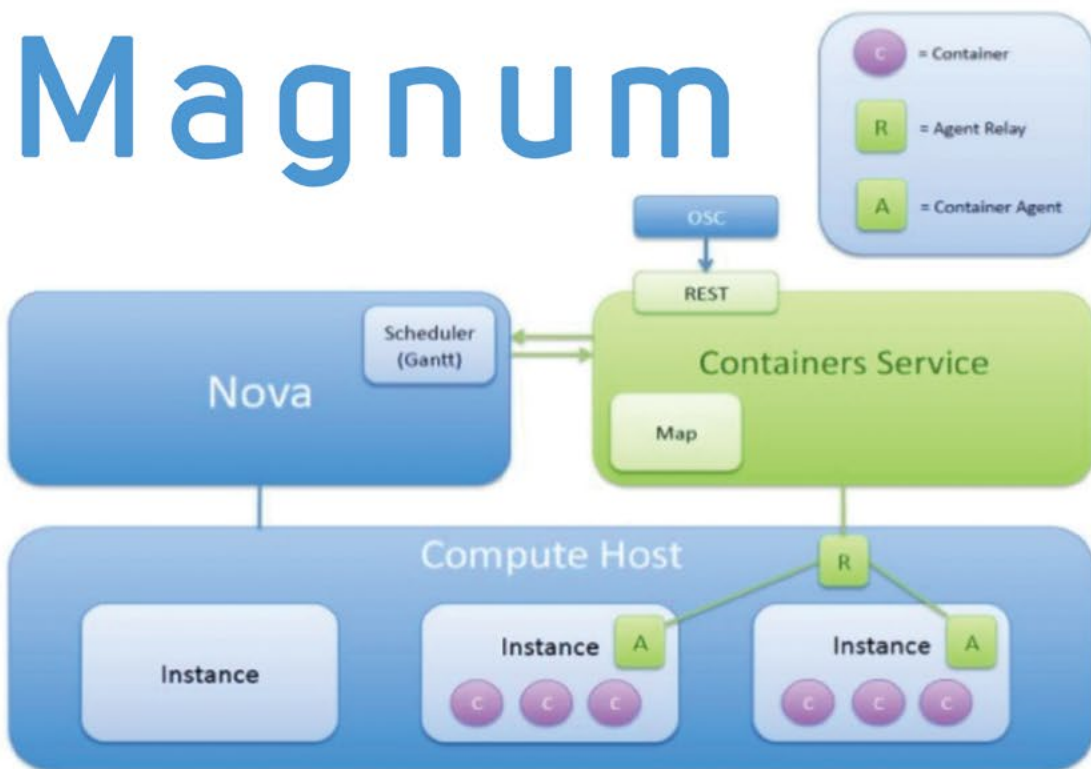 Magnum
C = Container
R = Agent Relay
A = Container Agent
OSC
REST
Scheduler
(Gantt)
Nova
Containers Service
Map
Compute Host
R
Instance
Instance A
C C C
Instance A
C C C